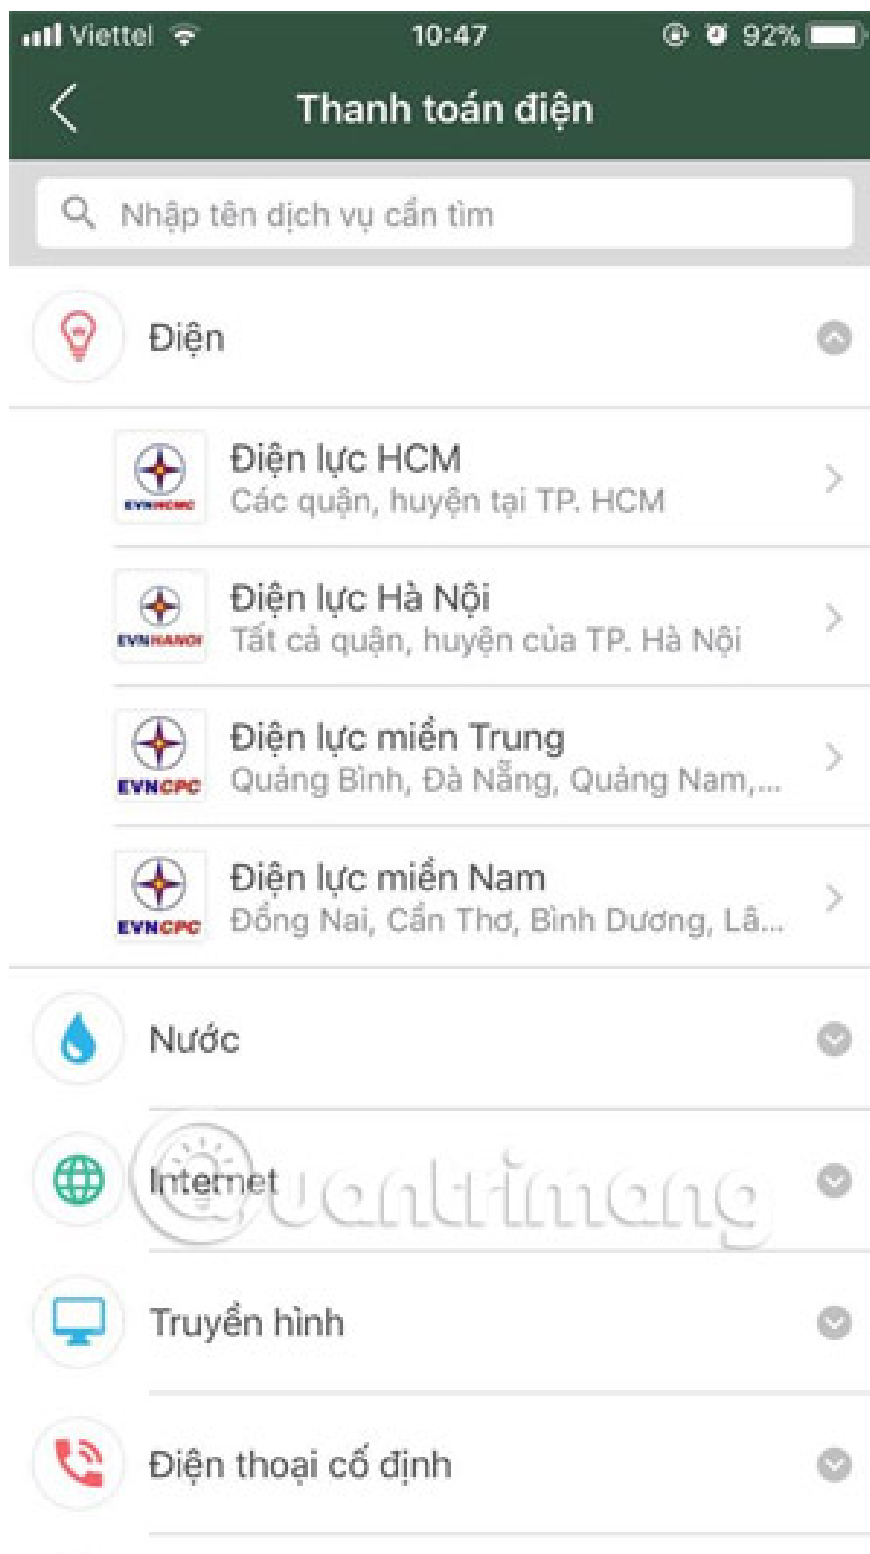 Viettel 10:47 92%
Thanh toán điện
Nhập tên dịch vụ cần tìm
Điện
Điện lực HCM
EVNHCMC
Các quận, huyện tại TP. HCM
Điện lực Hà Nội
EVNHANOI
Tất cả quận, huyện của TP. Hà Nội
Điện lực miền Trung
EVNCPC
Quảng Bình, Đà Nẵng, Quảng Nam,...
Điện lực miền Nam
EVNCPC
Đồng Nai, Cần Thơ, Bình Dương, Lâ...
Nước
Internet
Quantrimang
Truyền hình
Điện thoại cố định